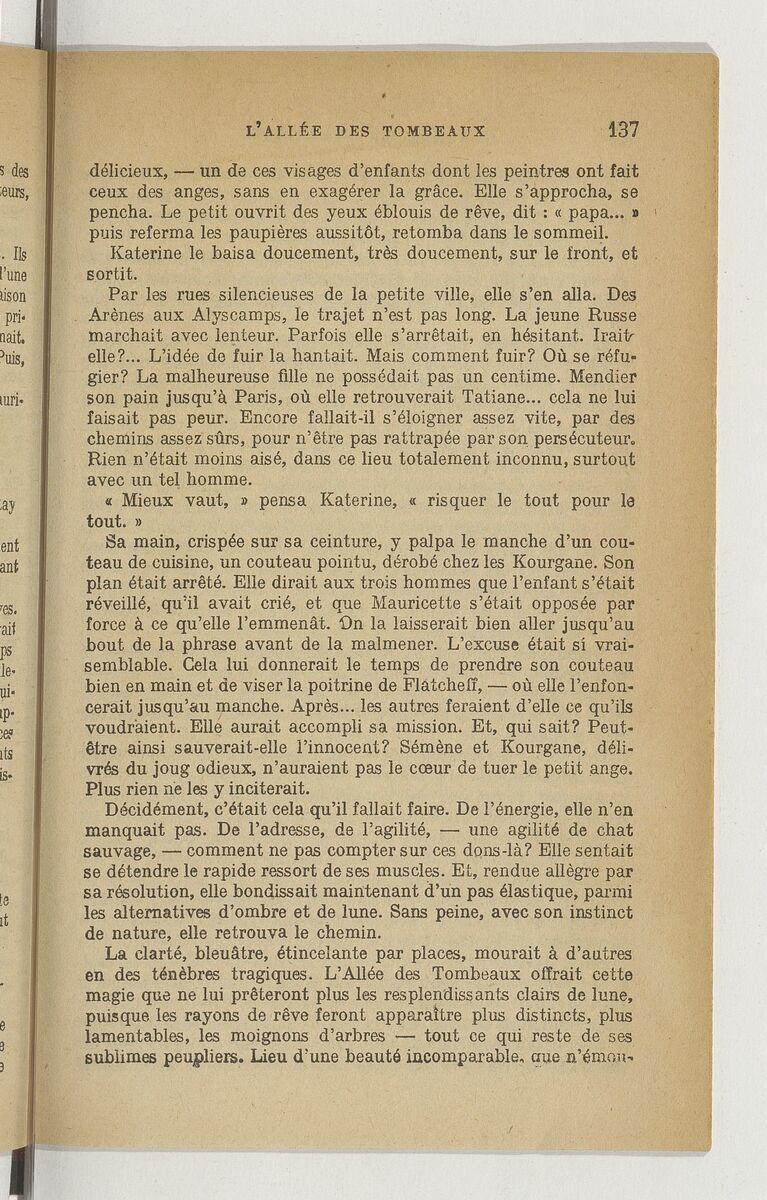 L'ALLÉE DES TOMBEAUX 137
délicieux, — un de ces visages d'enfants dont les peintres ont fait
ceux des anges, sans en exagérer la grâce. Elle s'approcha, se
pencha. Le petit ouvrit des yeux éblouis de rêve, dit : « papa... »
puis referma les paupières aussitôt, retomba dans le sommeil.
Katerine le baisa doucement, très doucement, sur le front, et
sortit.
Par les rues silencieuses de la petite ville, elle s'en alla. Des
Arènes aux Alyscamps, le trajet n'est pas long. La jeune Russe
marchait avec lenteur. Parfois elle s'arrêtait, en hésitant. Irait-
elle?... L'idée de fuir la hantait. Mais comment fuir? Où se réfu-
gier? La malheureuse fille ne possédait pas un centime. Mendier
son pain jusqu'à Paris, où elle retrouverait Tatiane... cela ne lui
faisait pas peur. Encore fallait-il s'éloigner assez vite, par des
chemins assez sûrs, pour n'être pas rattrapée par son persécuteur.
Rien n'était moins aisé, dans ce lieu totalement inconnu, surtout
avec un tel homme.
« Mieux vaut, » pensa Katerine, « risquer le tout pour le
tout. »
Sa main, crispée sur sa ceinture, y palpa le manche d'un cou-
teau de cuisine, un couteau pointu, dérobé chez les Kourgane. Son
plan était arrêté. Elle dirait aux trois hommes que l'enfant s'était
réveillé, qu'il avait crié, et que Mauricette s'était opposée par
force à ce qu'elle l'emmenât. On la laisserait bien aller jusqu'au
bout de la phrase avant de la malmener. L'excuse était si vrai-
semblable. Cela lui donnerait le temps de prendre son couteau
bien en main et de viser la poitrine de Flatcheff, — où elle l'enfon-
cerait jusqu'au manche. Après... les autres feraient d'elle ce qu'ils
voudraient. Elle aurait accompli sa mission. Et, qui sait? Peut-
être ainsi sauverait-elle l'innocent? Sémène et Kourgane, déli-
vrés du joug odieux, n'auraient pas le cœur de tuer le petit ange.
Plus rien ne les y inciterait.
Décidément, c'était cela qu'il fallait faire. De l'énergie, elle n'en
manquait pas. De l'adresse, de l'agilité, — une agilité de chat
sauvage, — comment ne pas compter sur ces dons-là? Elle sentait
se détendre le rapide ressort de ses muscles. Et, rendue allègre par
sa résolution, elle bondissait maintenant d'un pas élastique, parmi
les alternatives d'ombre et de lune. Sans peine, avec son instinct
de nature, elle retrouva le chemin.
La clarté, bleuâtre, étincelante par places, mourait à d'autres
en des ténèbres tragiques. L'Allée des Tombeaux offrait cette
magie que ne lui prêteront plus les resplendissants clairs de lune,
puisque les rayons de rêve feront apparaître plus distincts, plus
lamentables, les moignons d'arbres — tout ce qui reste de ses
sublimes peupliers. Lieu d'une beauté incomparable, que n'émou-